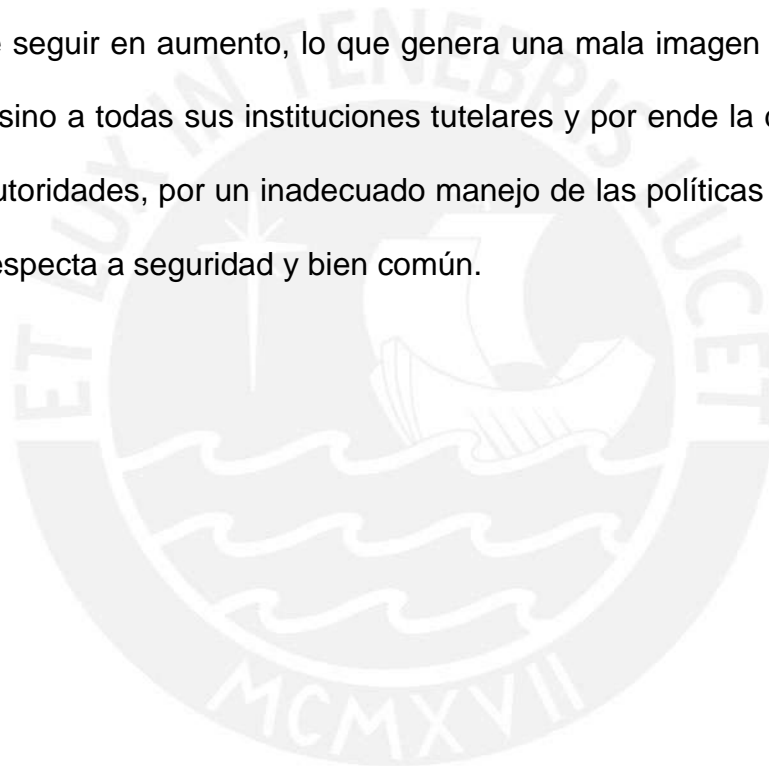 seguir en aumento, lo que genera una mala imagen
sino a todas sus instituciones tutelares y por ende la
utoridades, por un inadecuado manejo de las políticas
especta a seguridad y bien común.
ET LUX IN TENEBRIS LUCET
MCMXVII